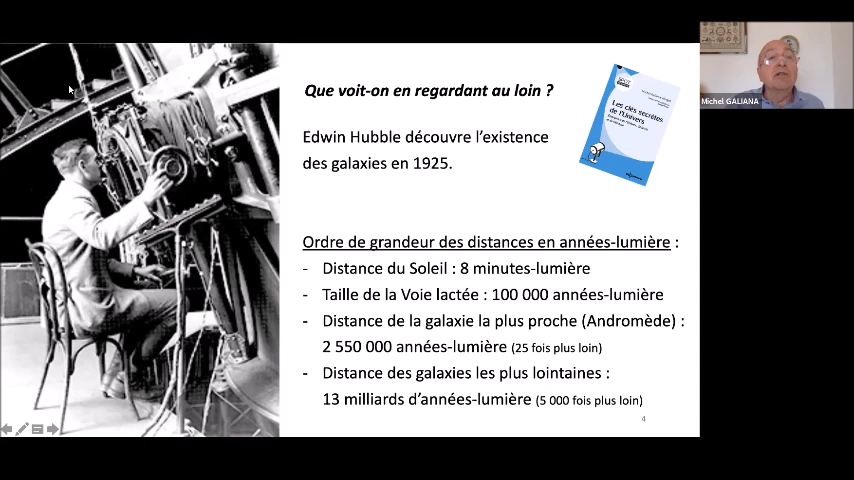 Que voit-on en regardant au loin ?
Edwin Hubble découvre l'existence
des galaxies en 1925.
Les clés secrètes
de l'Univers
Michel GALIANA
Ordre de grandeur des distances en années-lumière :
- Distance du Soleil : 8 minutes-lumière
- Taille de la Voie lactée : 100 000 années-lumière
- Distance de la galaxie la plus proche (Andromède) :
2 550 000 années-lumière (25 fois plus loin)
- Distance des galaxies les plus lointaines :
13 milliards d'années-lumière (5 000 fois plus loin)
4